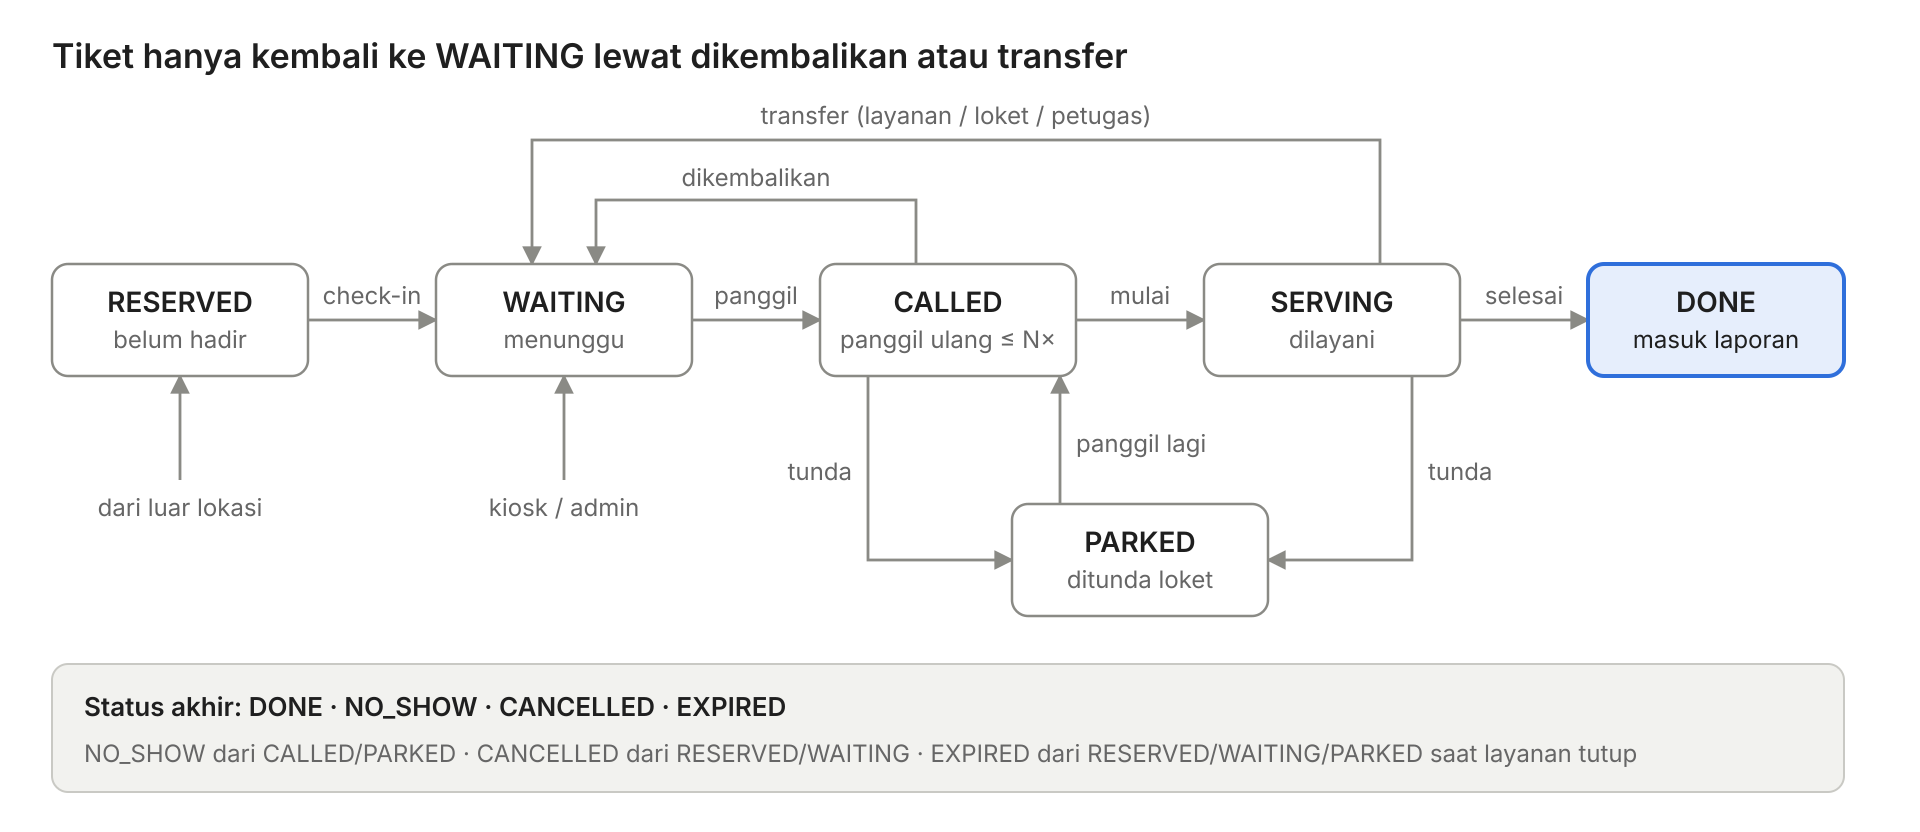 Tiket hanya kembali ke WAITING lewat dikembalikan atau transfer
transfer (layanan / loket / petugas)
dikembalikan
RESERVED
belum hadir
check-in
WAITING
menunggu
panggil
CALLED
panggil ulang ≤ N×
mulai
SERVING
dilayani
selesai
DONE
masuk laporan
dari luar lokasi
kiosk / admin
tunda
panggil lagi
tunda
PARKED
ditunda loket
Status akhir: DONE · NO_SHOW · CANCELLED · EXPIRED
NO_SHOW dari CALLED/PARKED · CANCELLED dari RESERVED/WAITING · EXPIRED dari RESERVED/WAITING/PARKED saat layanan tutup